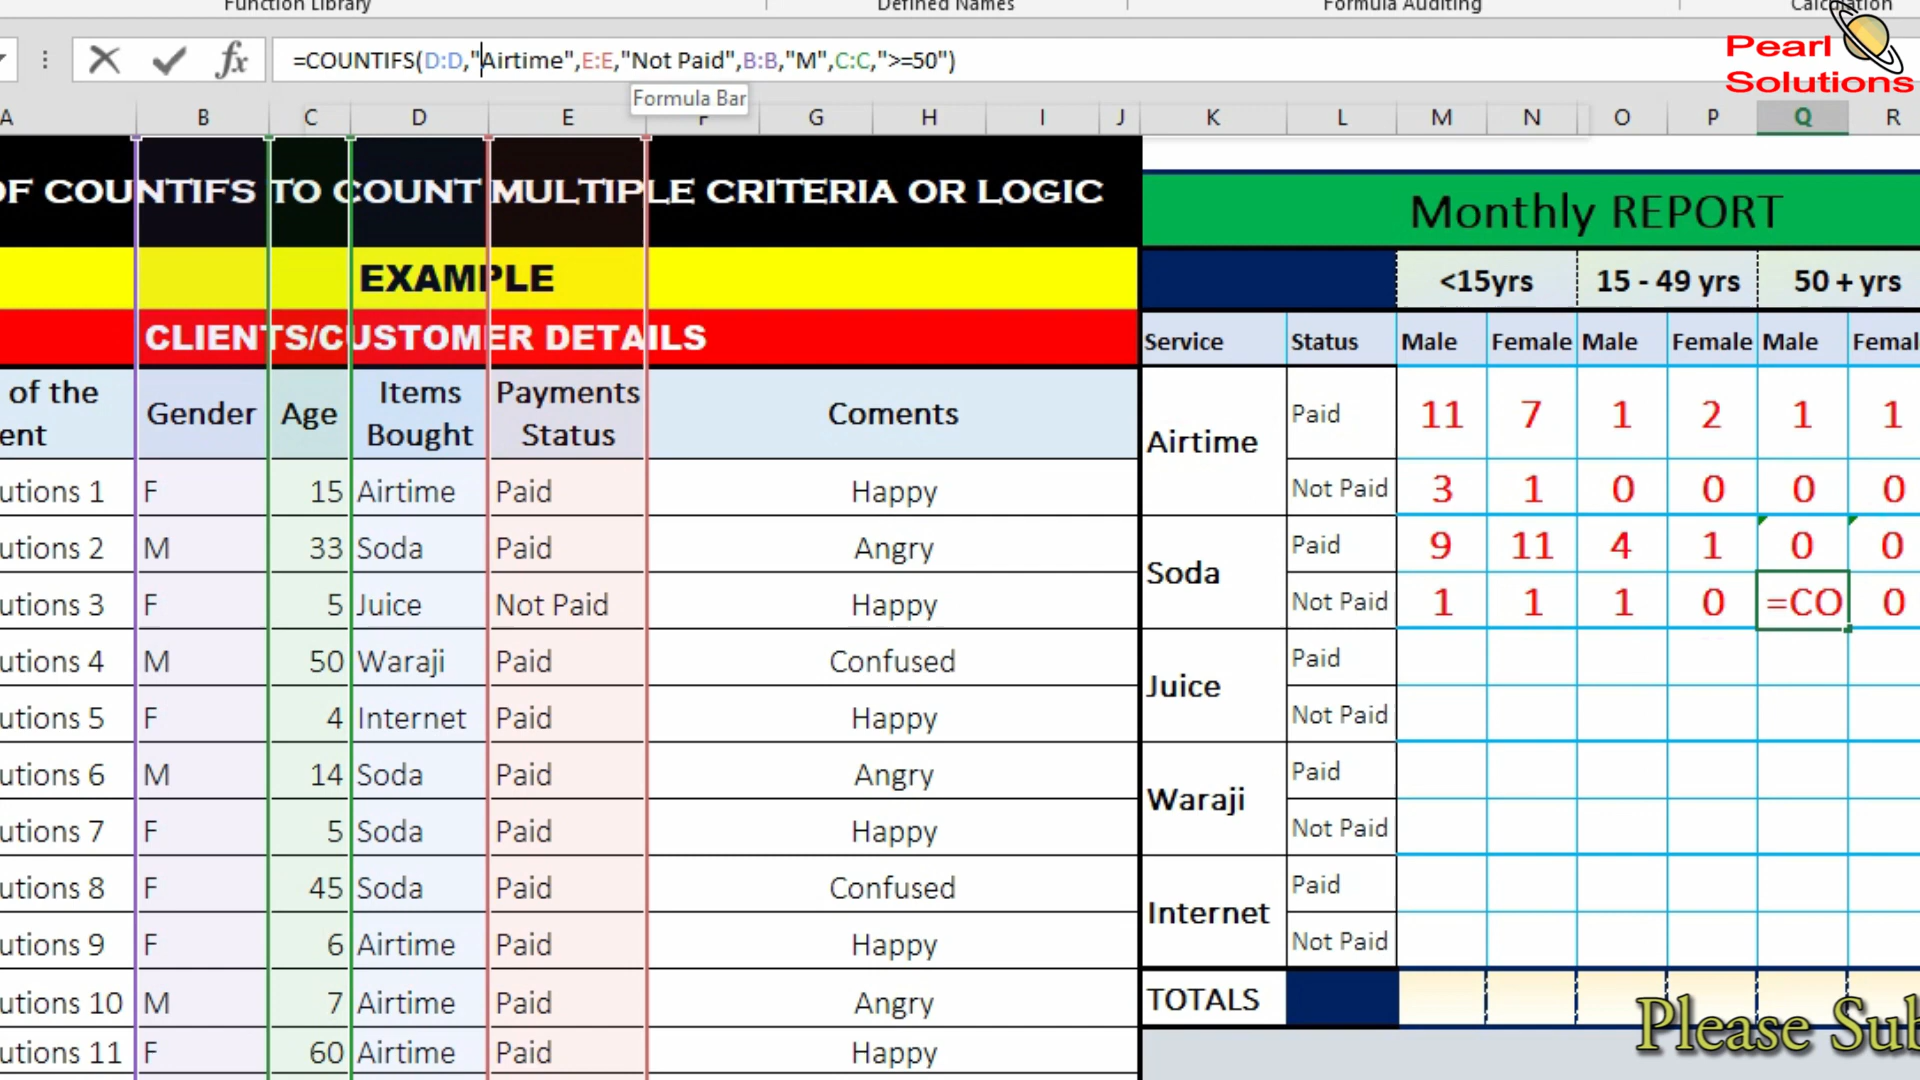 Function Library
Defined Names
Formula Auditing
Calculation
Pearl
Solutions
fx
=COUNTIFS(D:D,"Airtime",E:E,"Not Paid",B:B,"M",C:C,">=50")
Formula Bar
A B C D E F G H I J K L M N O P Q R
OF COUNTIFS TO COUNT MULTIPLE CRITERIA OR LOGIC
EXAMPLE
CLIENTS/CUSTOMER DETAILS
of the
ent
Gender
Age
Items
Bought
Payments
Status
Coments
utions 1 F 15 Airtime Paid Happy
utions 2 M 33 Soda Paid Angry
utions 3 F 5 Juice Not Paid Happy
utions 4 M 50 Waraji Paid Confused
utions 5 F 4 Internet Paid Happy
utions 6 M 14 Soda Paid Angry
utions 7 F 5 Soda Paid Happy
utions 8 F 45 Soda Paid Confused
utions 9 F 6 Airtime Paid Happy
utions 10 M 7 Airtime Paid Angry
utions 11 F 60 Airtime Paid Happy
Monthly REPORT
<15yrs 15 - 49 yrs 50 + yrs
Service Status Male Female Male Female Male Femal
Airtime
Paid 11 7 1 2 1 1
Not Paid 3 1 0 0 0 0
Soda
Paid 9 11 4 1 0 0
Not Paid 1 1 1 0 =CO 0
Juice
Paid
Not Paid
Waraji
Paid
Not Paid
Internet
Paid
Not Paid
TOTALS
Please Sub